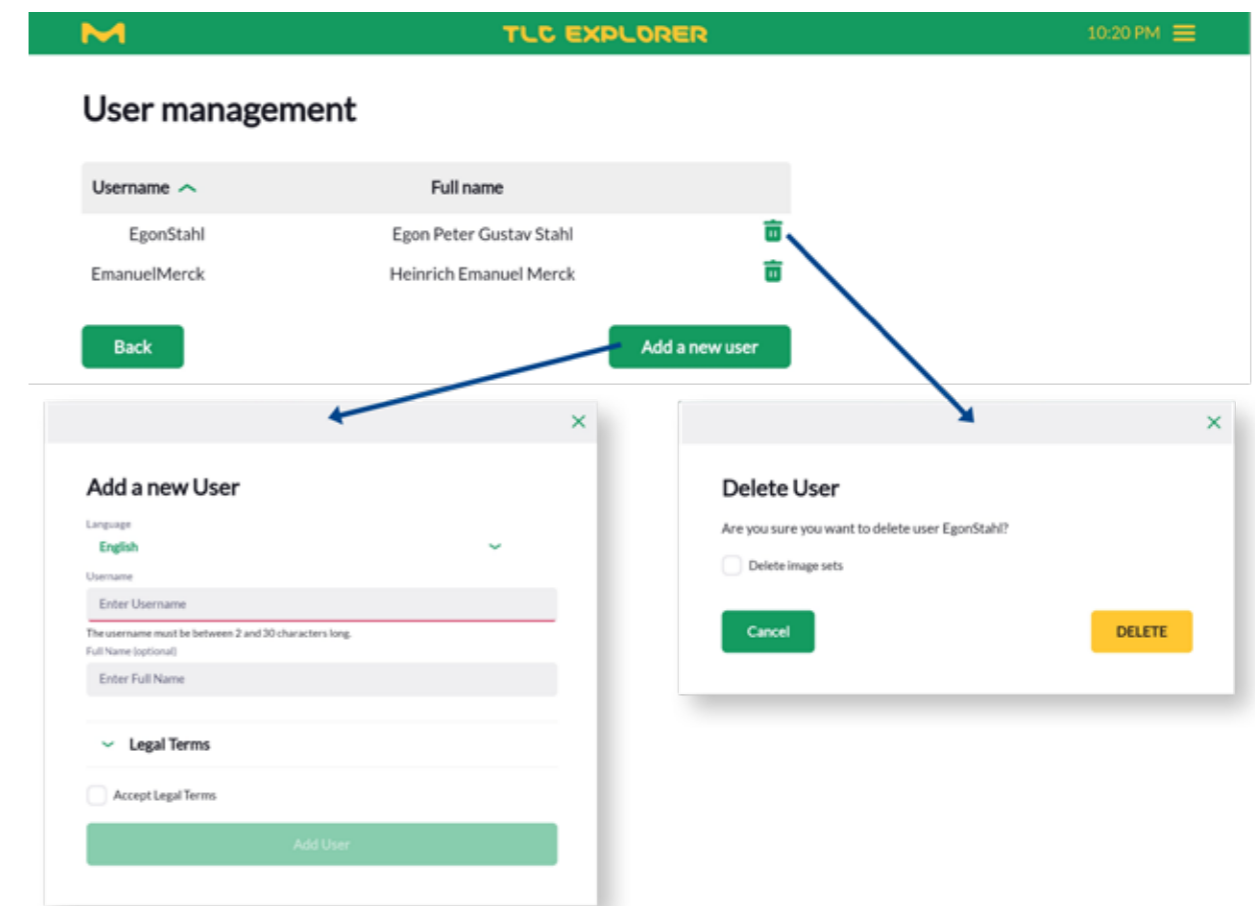 TLC EXPLORER
10:20 PM
User management
Username Full name
EgonStahl Egon Peter Gustav Stahl
EmanuelMerck Heinrich Emanuel Merck
Back Add a new user
Add a new User
Language
English
Username
Enter Username
The username must be between 2 and 30 characters long.
Full Name (optional)
Enter Full Name
Legal Terms
Accept Legal Terms
Add User
Delete User
Are you sure you want to delete user EgonStahl?
Delete image sets
Cancel DELETE